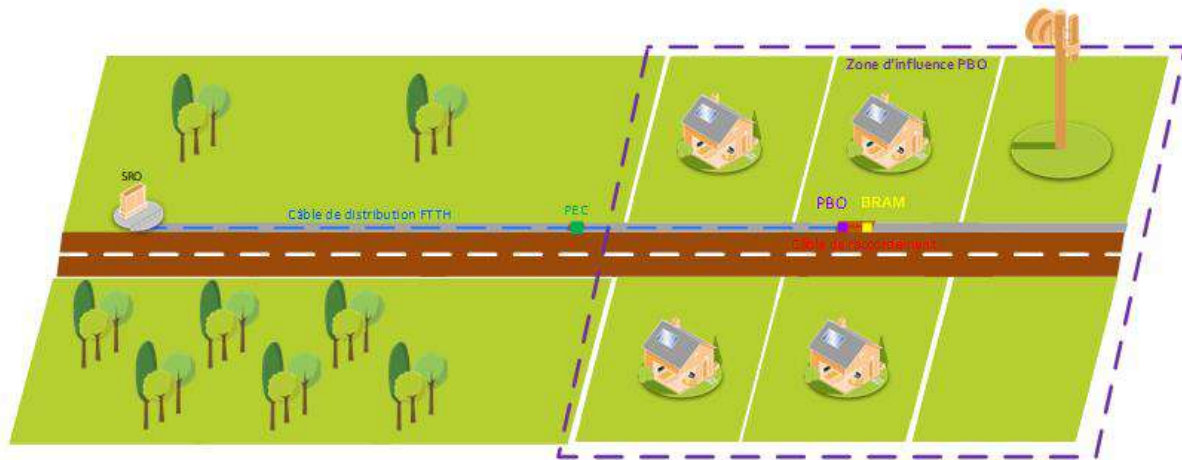 Zone d'influence PBO
SRO
Câble de distribution FTTH
PEC
PBO
BRAM
Câble de raccordement